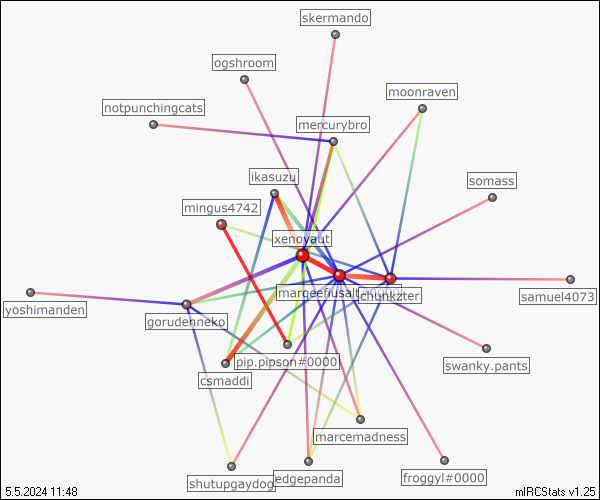 skermando
ogshroom
moonraven
notpunchingcats
mercurybro
ikasuzu
somass
mingus4742
xenoyaut
chunkzter
samuel4073
yoshimanden
gorudenneko
pip.pipson#0000
swanky.pants
csmaddi
marcemadness
edgepanda
froggyl#0000
shutupgaydog
5.5.2024 11:48
mIRCStats v1.25